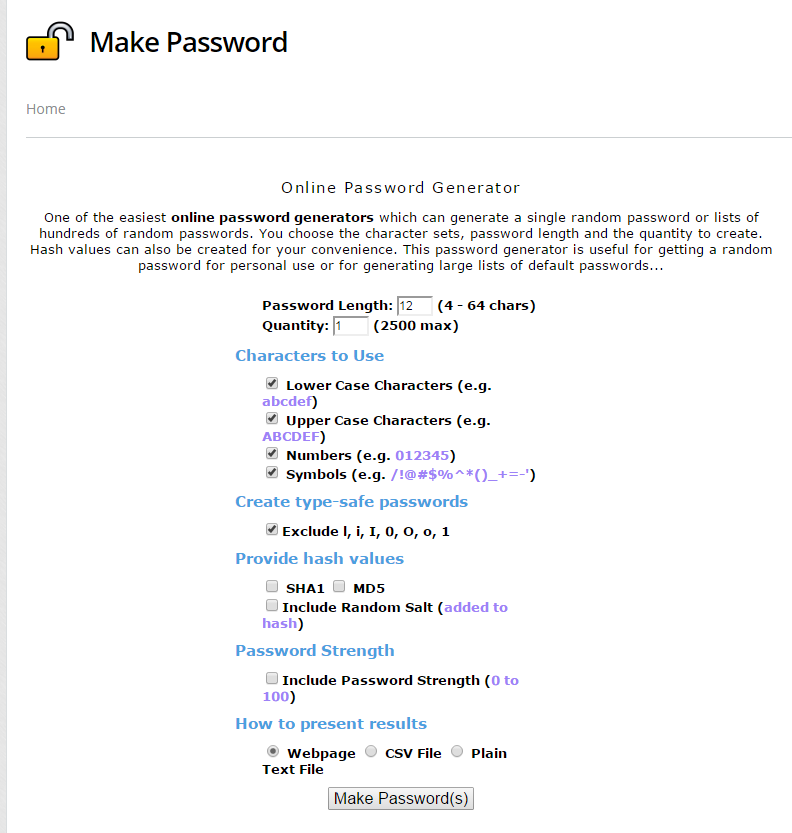 Make Password
Home
Online Password Generator
One of the easiest online password generators which can generate a single random password or lists of
hundreds of random passwords. You choose the character sets, password length and the quantity to create.
Hash values can also be created for your convenience. This password generator is useful for getting a random
password for personal use or for generating large lists of default passwords...
Password Length: 12 (4 - 64 chars)
Quantity: 1 (2500 max)
Characters to Use
Lower Case Characters (e.g.
abcdef)
Upper Case Characters (e.g.
ABCDEF)
Numbers (e.g. 012345)
Symbols (e.g. /!@#$%^*()_+=-')
Create type-safe passwords
Exclude l, i, I, 0, O, o, 1
Provide hash values
SHA1 MD5
Include Random Salt (added to
hash)
Password Strength
Include Password Strength (0 to
100)
How to present results
Webpage CSV File Plain
Text File
Make Password(s)